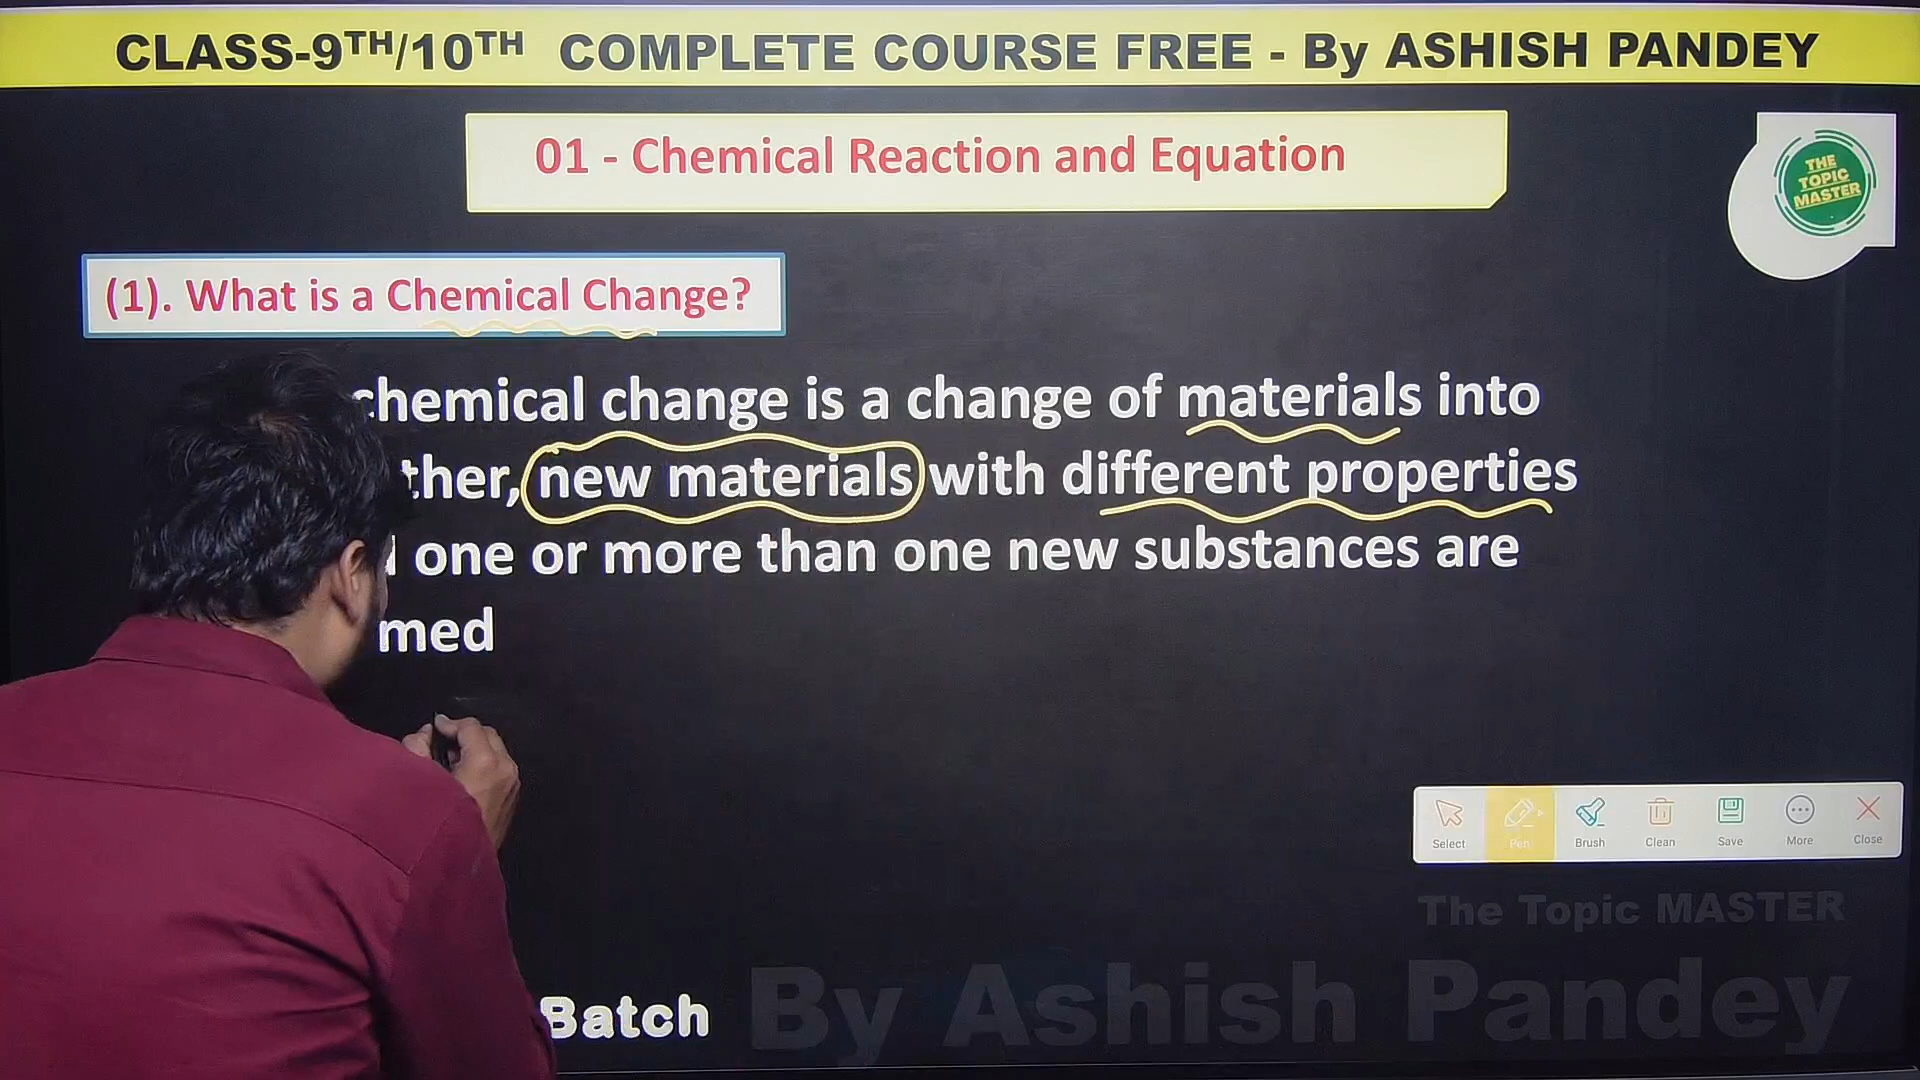 CLASS-9TH/10TH COMPLETE COURSE FREE - By ASHISH PANDEY
01 - Chemical Reaction and Equation
THE
TOPIC
MASTER
(1). What is a Chemical Change?
chemical change is a change of materials into
ther, new materials with different properties
one or more than one new substances are
med
Select Pen Brush Clean Save More Close
The Topic MASTER
Batch By Ashish Pandey